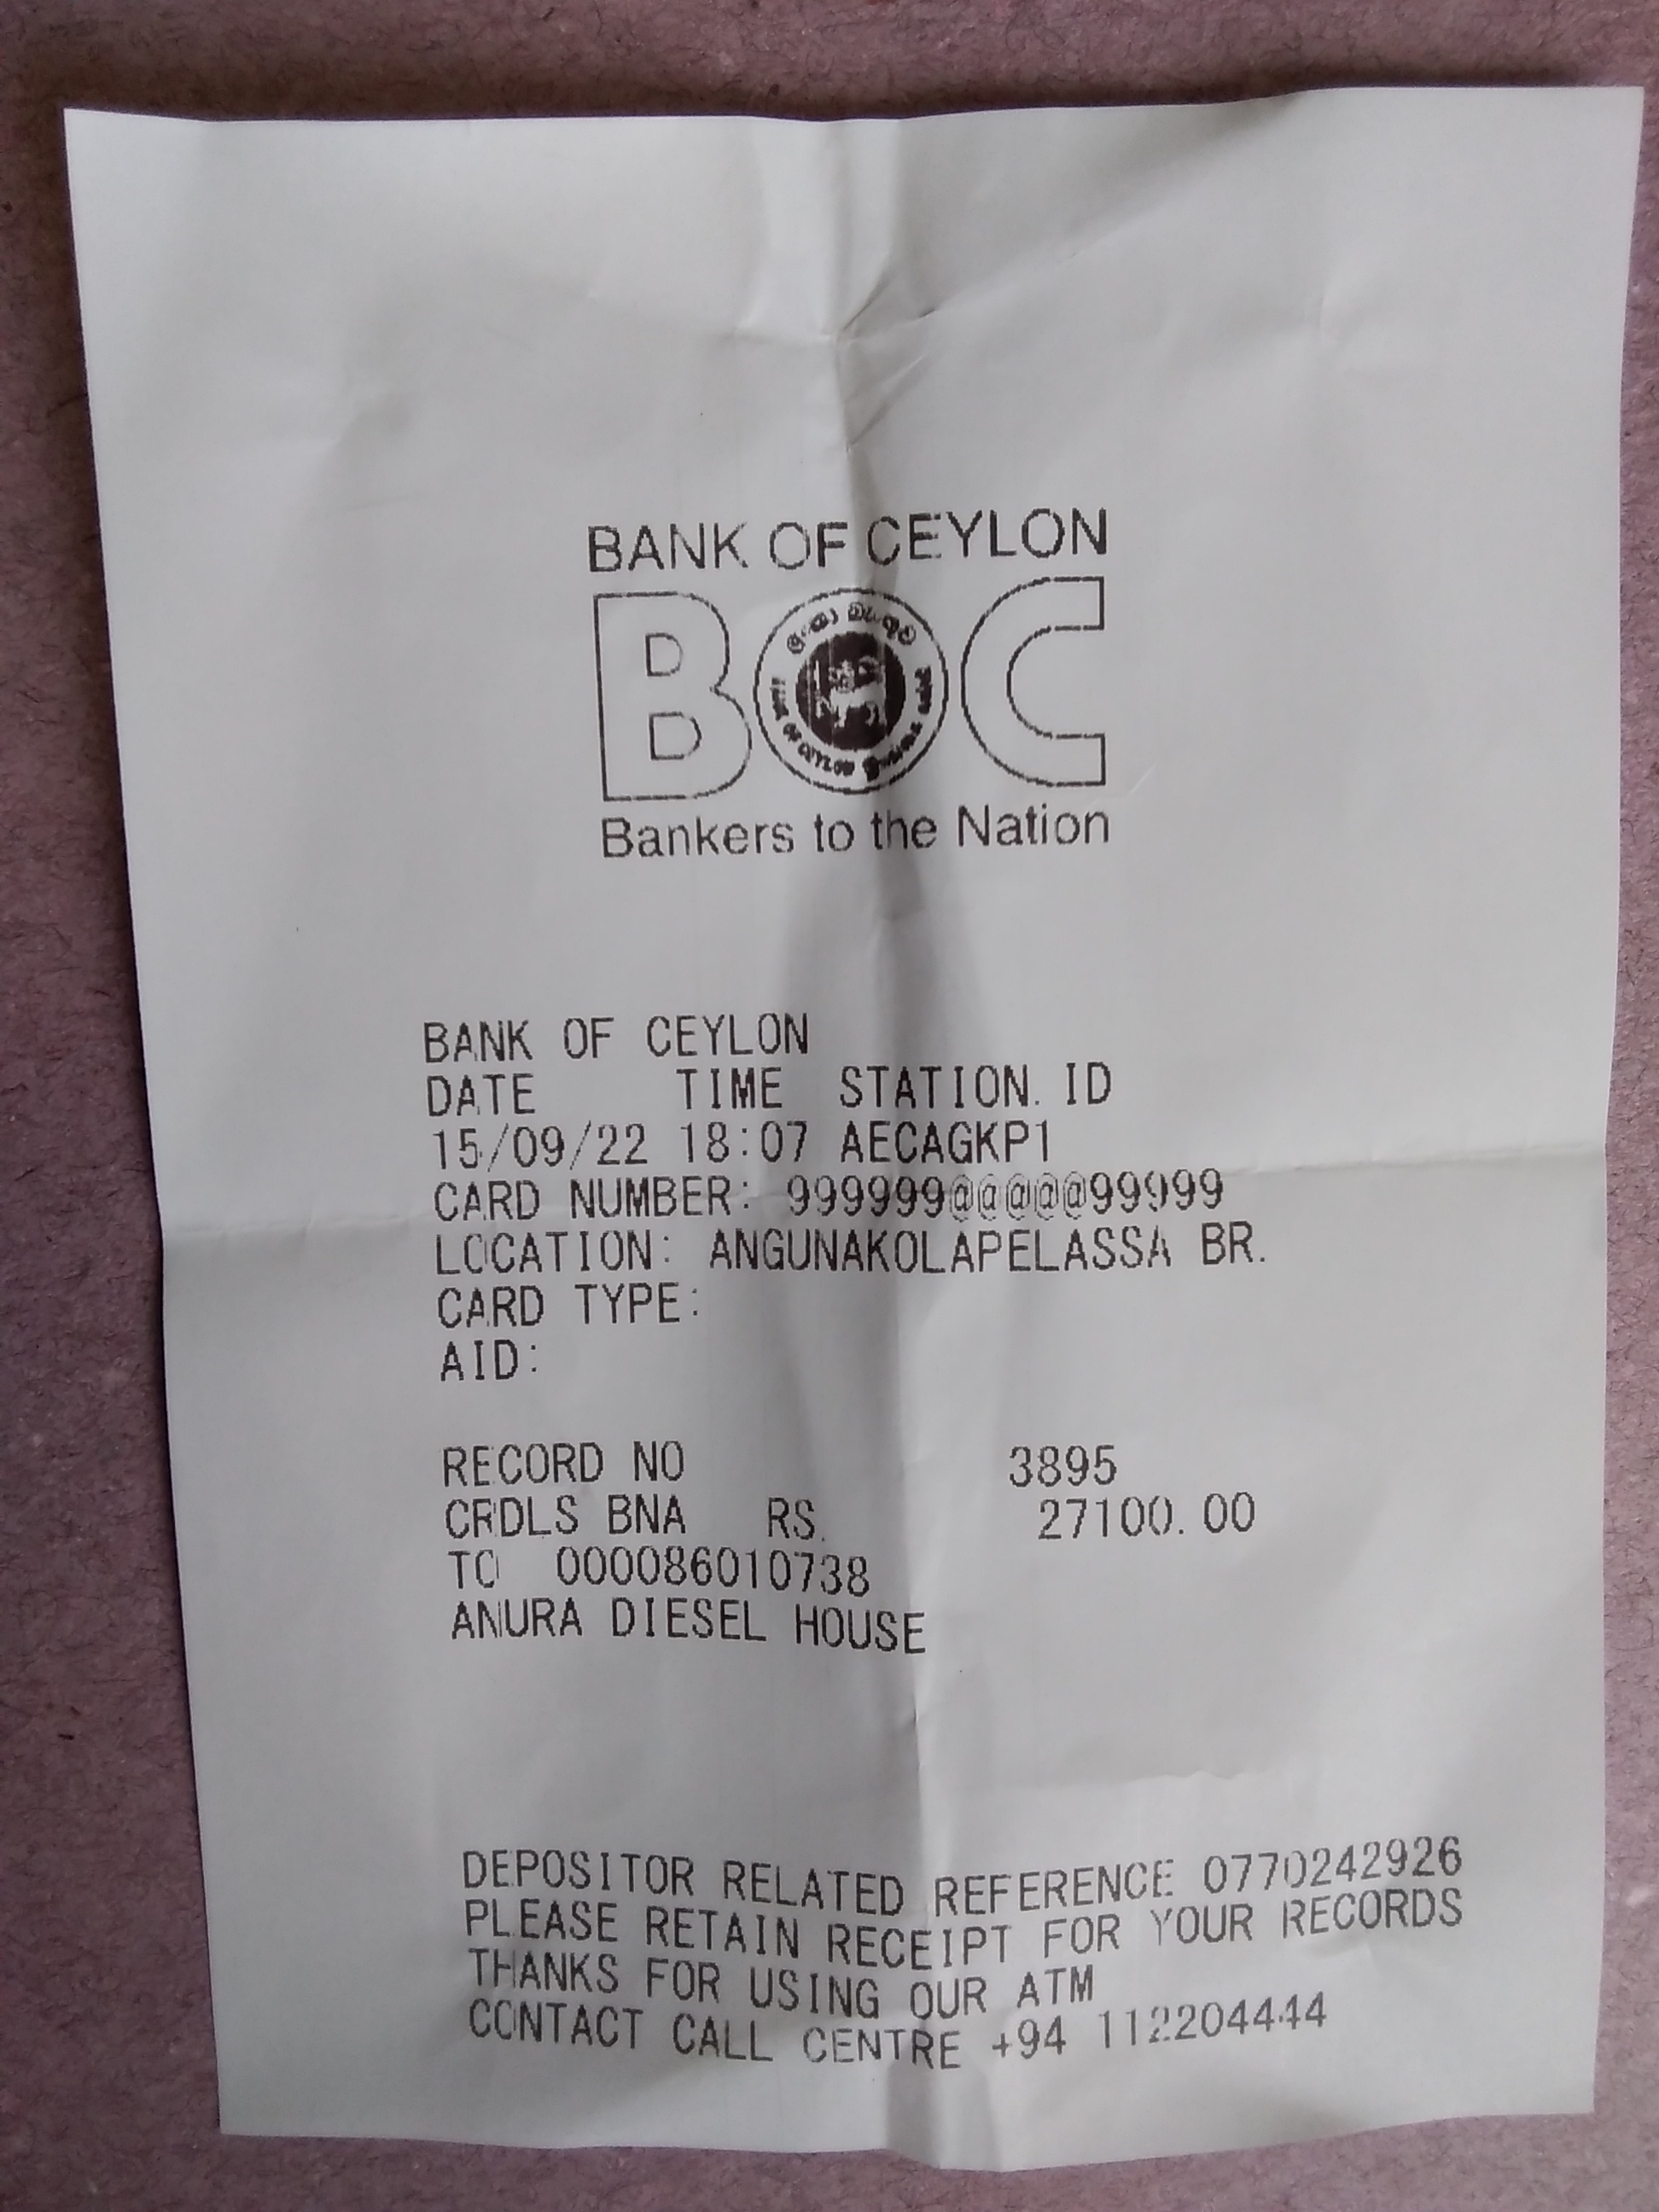 BANK OF CEYLON
BOC
BANK OF CEYLON
Bankers to the Nation
BANK OF CEYLON
DATE TIME STATION. ID
15/09/22 18:07 AECAGKP1
CARD NUMBER: 999999@@@@@99999
LOCATION: ANGUNAKOLAPELASSA BR.
CARD TYPE:
AID:
RECORD NO 3895
CRDLS BNA RS. 27100.00
TO 000086010738
ANURA DIESEL HOUSE
DEPOSITOR RELATED REFERENCE 0770242926
PLEASE RETAIN RECEIPT FOR YOUR RECORDS
THANKS FOR USING OUR ATM
CONTACT CALL CENTRE +94 112204444